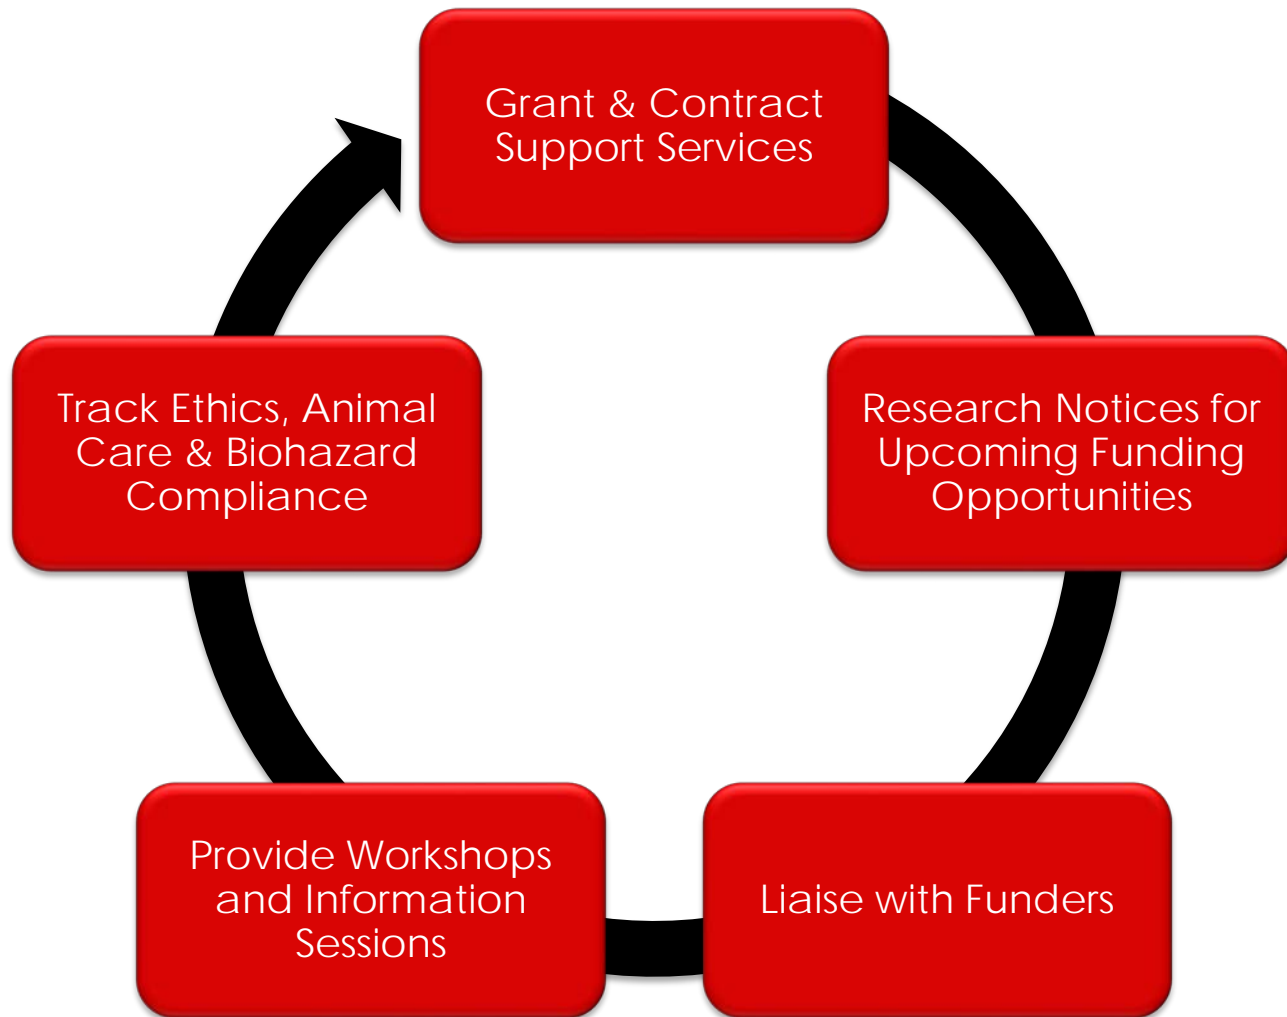 Grant & Contract
Support Services
Research Notices for
Upcoming Funding
Opportunities
Liaise with Funders
Provide Workshops
and Information
Sessions
Track Ethics, Animal
Care & Biohazard
Compliance